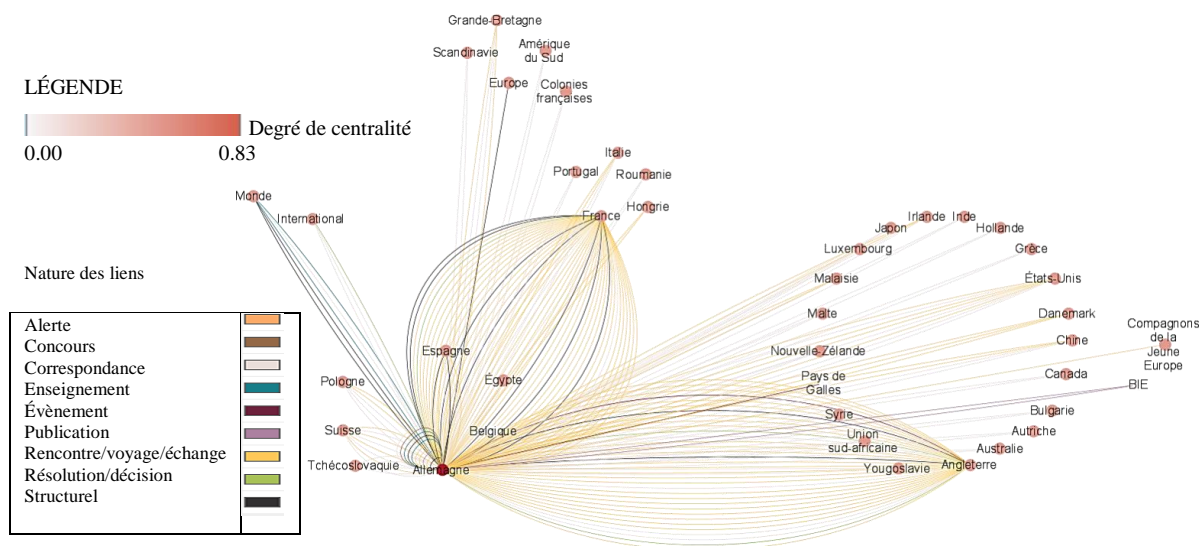 Grande-Bretagne
Scandinavie
Amérique
du Sud
Europe
Colonies
françaises
LÉGENDE
Degré de centralité
0.00
0.83
Italie
Portugal
Roumanie
Monde
International
France
Hongrie
Japon
Irlande
Inde
Hollande
Luxembourg
Grèce
Nature des liens
Malaisie
États-Unis
Malte
Danemark
Compagnons
de la
Jeune
Europe
Chine
Espagne
Nouvelle-Zélande
Pologne
Égypte
Pays de
Galles
Canada
BIE
Suisse
Belgique
Syrie
Bulgarie
Union
sud-africaine
Autriche
Australie
Tchécoslovaquie
Allemagne
Yougoslavie
Angleterre
Alerte
Concours
Correspondance
Enseignement
Évènement
Publication
Rencontre/voyage/échange
Résolution/décision
Structurel